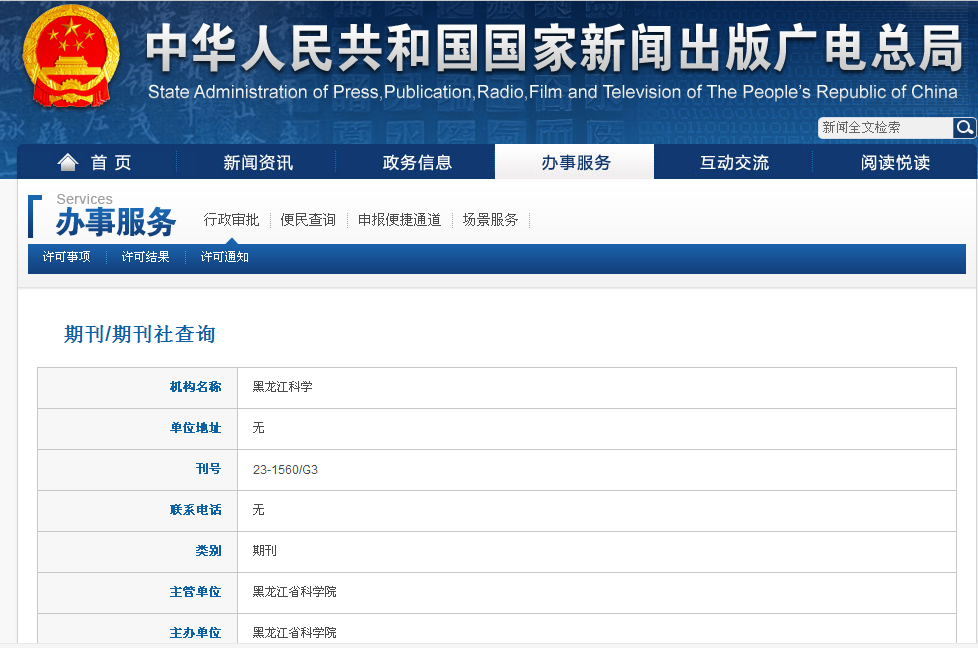 中华人民共和国国家新闻出版广电总局
State Administration of Press,Publication,Radio,Film and Television of The People's Republic of China
新闻全文检索
首页 新闻资讯 政务信息 办事服务 互动交流 阅读悦读
Services
办事服务 行政审批 便民查询 申报便捷通道 场景服务
许可事项 许可结果 许可通知
期刊/期刊社查询
机构名称 黑龙江科学
单位地址 无
刊号 23-1560/G3
联系电话 无
类别 期刊
主管单位 黑龙江省科学院
主办单位 黑龙江省科学院